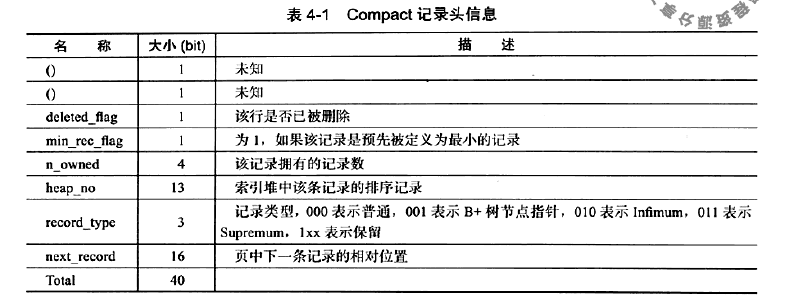 表 4-1 Compact 记录头信息
名 称 大小 (bit) 描 述
() 1 未知
() 1 未知
deleted_flag 1 该行是否已被删除
min_rec_flag 1 为 1，如果该记录是预先被定义为最小的记录
n_owned 4 该记录拥有的记录数
heap_no 13 索引堆中该条记录的排序记录
record_type 3 记录类型，000 表示普通，001 表示 B+ 树节点指针，010 表示 Infimum，011 表示
Supremum，1xx 表示保留
next_record 16 页中下一条记录的相对位置
Total 40
程资源分享